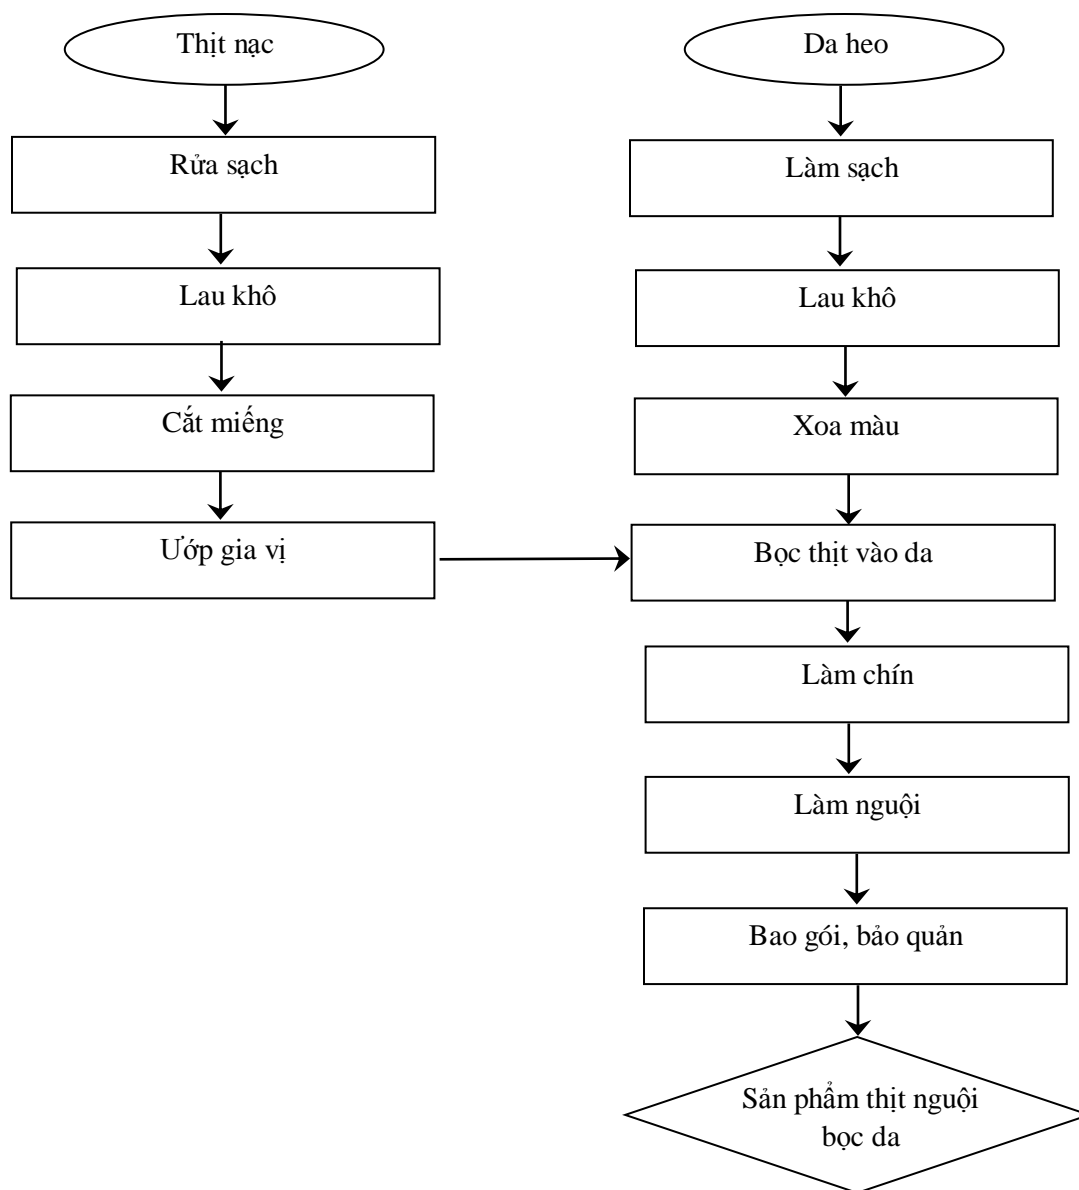 Thịt nạc
Rửa sạch
Lau khô
Cắt miếng
Ướp gia vị
Da heo
Làm sạch
Lau khô
Xoa màu
Bọc thịt vào da
Làm chín
Làm nguội
Bao gói, bảo quản
Sản phẩm thịt nguội
bọc da